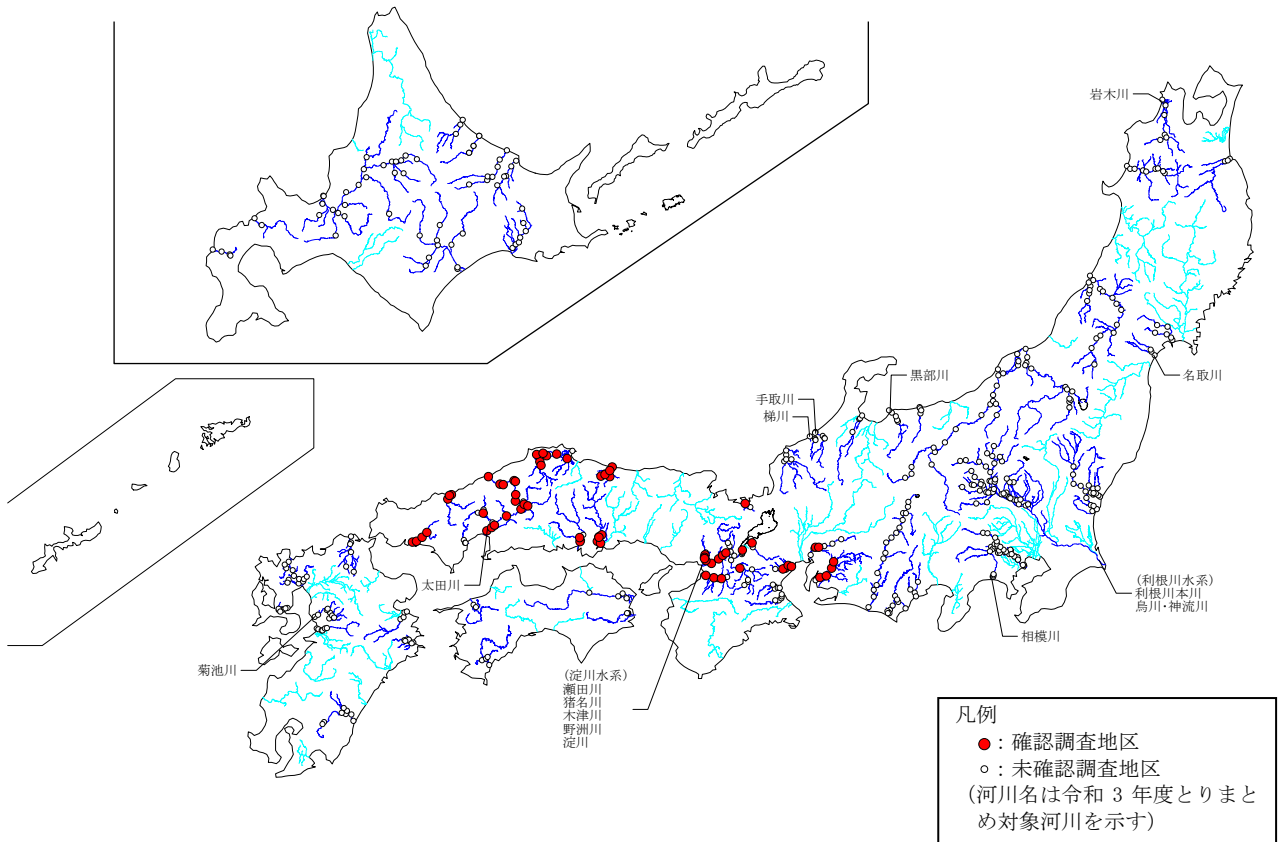 岩木川
黒部川
手取川
梯川
名取川
太田川
菊池川
(淀川水系)
瀬田川
猪名川
木津川
野洲川
淀川
(利根川水系)
利根川本川
烏川・神流川
相模川
凡例
：確認調査地区
：未確認調査地区
(河川名は令和 3 年度とりまと
め対象河川を示す)